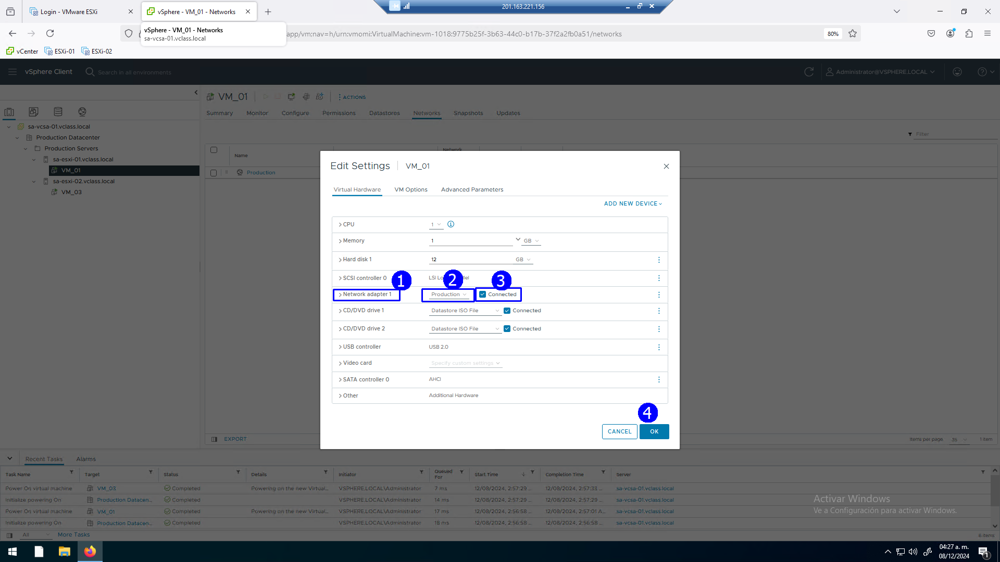 Login - VMware ESXi
vSphere - VM_01 - Networks
201.163.221.156
vSphere - VM_01 - Networks
sa-vcsa-01.vclass.local
app/vm;nav=h/urn:vmomi:VirtualMachine:vm-1018:9775b25f-3b63-44c0-b17b-37f2a2fb0a51/networks
80%
vCenter
ESXi-01
ESXi-02
vSphere Client
Search in all environments
Administrator@VSPHERE.LOCAL
VM_01
ACTIONS
Summary
Monitor
Configure
Permissions
Datastores
Networks
Snapshots
Updates
sa-vcsa-01.vclass.local
Production Datacenter
Production Servers
sa-esxi-01.vclass.local
VM_01
sa-esxi-02.vclass.local
VM_03
Filter
Name
Network
Production
Edit Settings
VM_01
Virtual Hardware
VM Options
Advanced Parameters
ADD NEW DEVICE
CPU
1
Memory
1
GB
Hard disk 1
12
GB
SCSI controller 0
1
2
3
Network adapter 1
Production
Connected
CD/DVD drive 1
Datastore ISO File
Connected
CD/DVD drive 2
Datastore ISO File
Connected
USB controller
USB 2.0
Video card
Specify custom settings
SATA controller 0
AHCI
Other
Additional Hardware
4
CANCEL
OK
EXPORT
Items per page
35
1 item
Recent Tasks
Alarms
Task Name
Target
Status
Details
Initiator
Queued For
Start Time
Completion Time
Server
Power On virtual machine VM_03 Completed Powering on the new Virtual... VSPHERE.LOCAL\Administrator 7 ms 12/08/2024, 2:57:29 ... 12/08/2024, 2:57:33 ... sa-vcsa-01.vclass.local
Initialize powering On Production Datacen... Completed VSPHERE.LOCAL\Administrator 14 ms 12/08/2024, 2:57:29 ... 12/08/2024, 2:57:29 ... sa-vcsa-01.vclass.local
Power On virtual machine VM_01 Completed Powering on the new Virtual... VSPHERE.LOCAL\Administrator 17 ms 12/08/2024, 2:56:58 ... 12/08/2024, 2:57:01 A... sa-vcsa-01.vclass.local
Initialize powering On Production Datacen... Completed VSPHERE.LOCAL\Administrator 18 ms 12/08/2024, 2:56:58 ... 12/08/2024, 2:56:58 ... sa-vcsa-01.vclass.local
All
More Tasks
Activar Windows
Ve a Configuración para activar Windows.
04:27 a. m.
08/12/2024
1